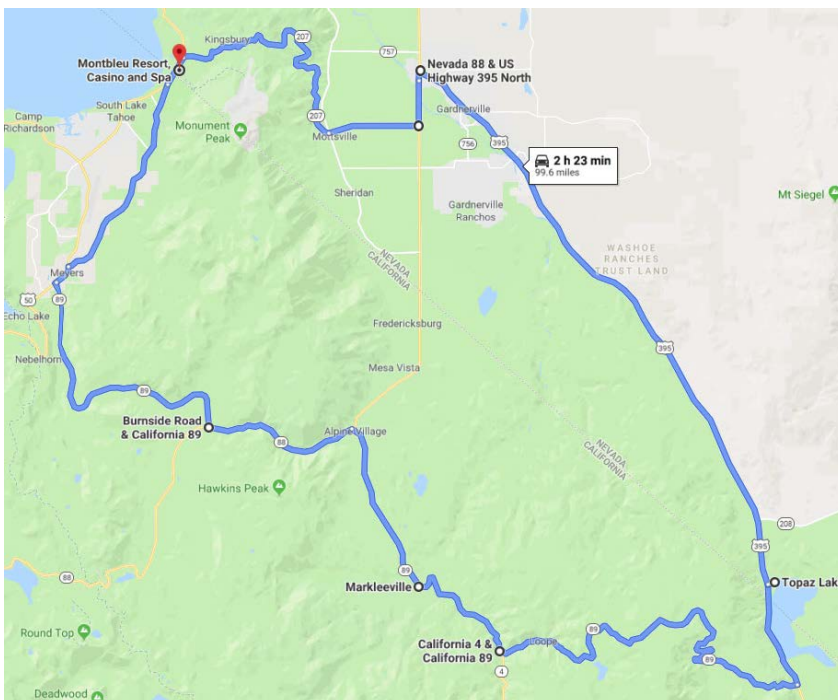 Kingsbury
207
757
Montbleu Resort,
Casino and Spa
Nevada 88 & US
Highway 395 North
Camp
Richardson
South Lake
Tahoe
Gardnerville
Monument
Peak
207
Mottsville
756
395
2 h 23 min
99.6 miles
Sheridan
Gardnerville
Ranchos
Mt Siegel
NEVADA
CALIFORNIA
WASHOE
RANCHES
TRUST LAND
Meyers
50
89
Echo Lake
Fredericksburg
395
Nebelhorn
Mesa Vista
89
Burnside Road
& California 89
88
Alpine Village
NEVADA
CALIFORNIA
Hawkins Peak
208
395
88
89
Markleeville
Topaz Lak
Round Top
California 4 &
California 89
Loope
89
89
4
Deadwood